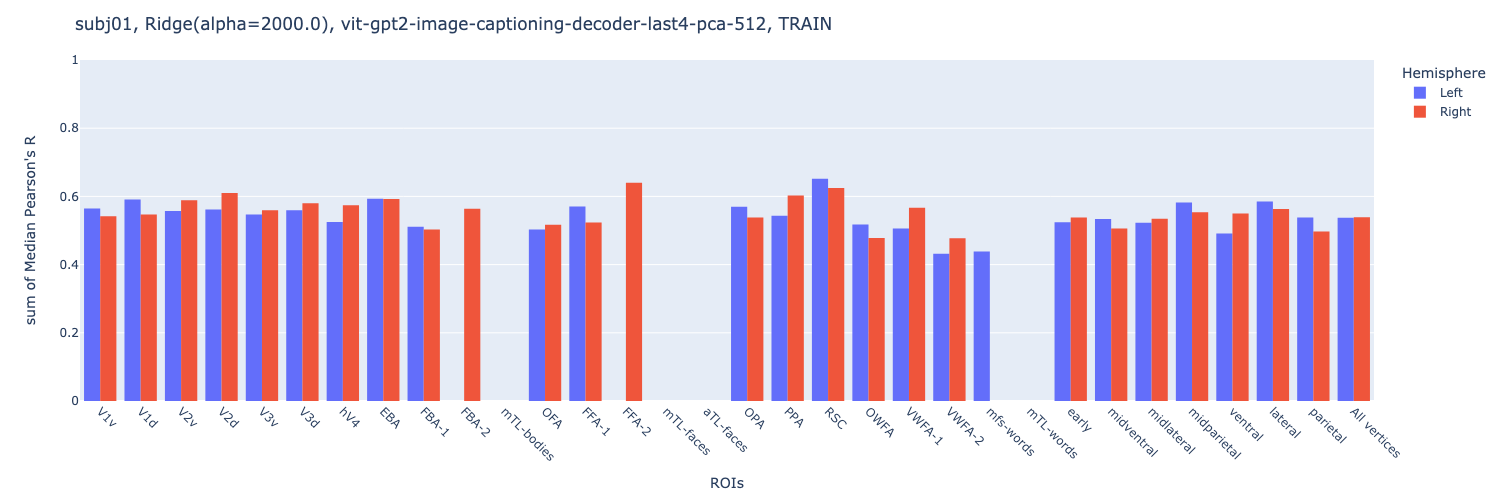 subj01, Ridge(alpha=2000.0), vit-gpt2-image-captioning-decoder-last4-pca-512, TRAIN
Hemisphere
Left
Right
sum of Median Pearson's R
1
0.8
0.6
0.4
0.2
0
V1v
V1d
V2v
V2d
V3v
V3d
hV4
EBA
FBA-1
FBA-2
mTL-bodies
OFA
FFA-1
FFA-2
mTL-faces
aTL-faces
OPA
PPA
RSC
OWFA
VWFA-1
VWFA-2
mfs-words
mTL-words
early
midventral
midlateral
midparietal
ventral
lateral
parietal
All vertices
ROIs